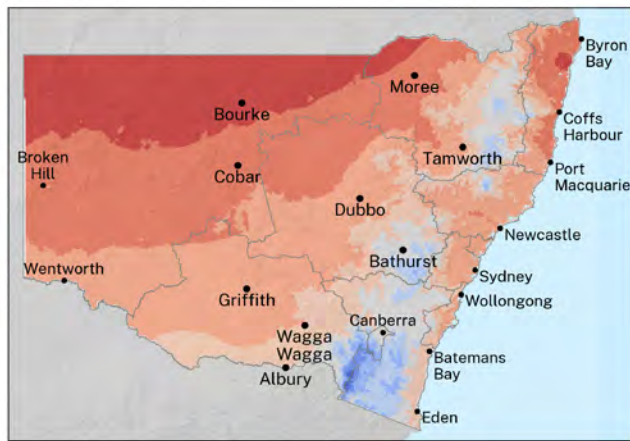 Byron
Bay
Moree
Bourke
Coffs
Harbour
Broken
Hill
Cobar
Tamworth
Port
Macquarie
Dubbo
Newcastle
Bathurst
Wentworth
Sydney
Griffith
Wollongong
Canberra
Wagga
Wagga
Batemans
Bay
Albury
Eden